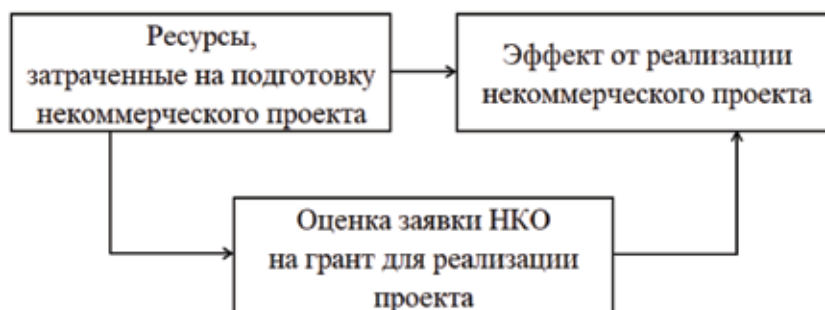 Ресурсы,
затраченные на подготовку
некоммерческого проекта
Эффект от реализации
некоммерческого проекта
Оценка заявки НКО
на грант для реализации
проекта